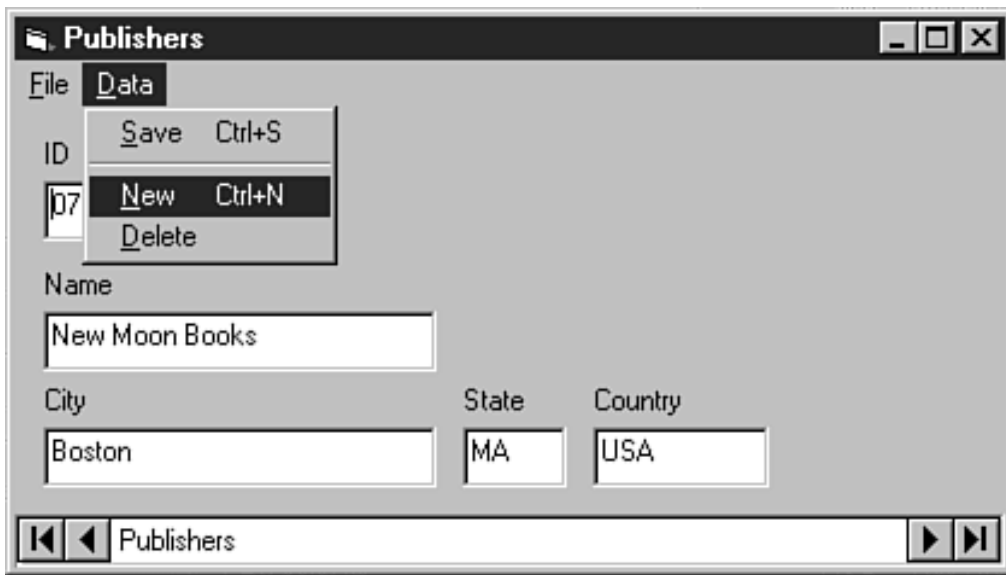 Publishers
File Data
Save Ctrl+S
ID
New Ctrl+N
07
Delete
Name
New Moon Books
City State Country
Boston MA USA
Publishers